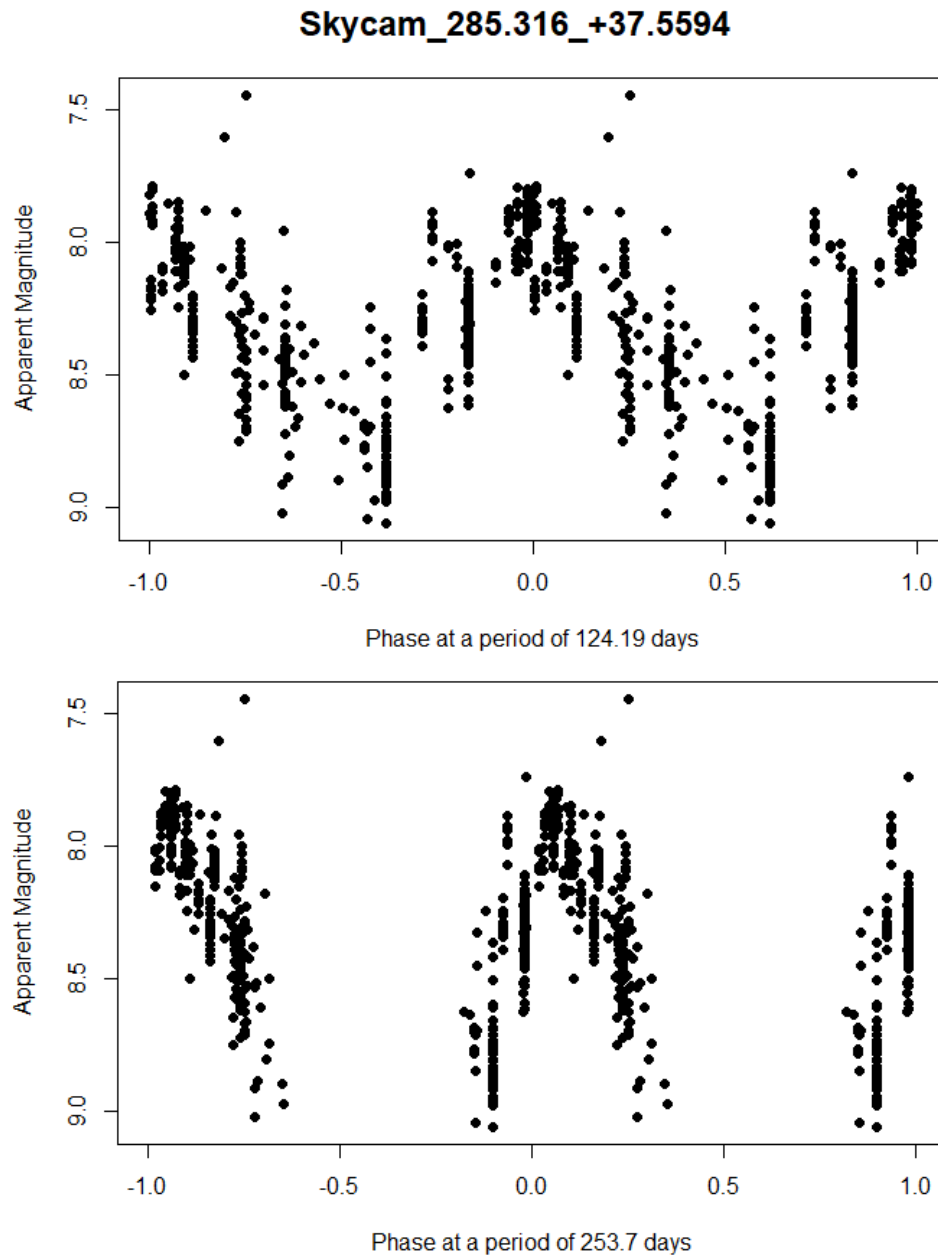 Skycam_285.316_+37.5594
7.5
8.0
8.5
9.0
Apparent Magnitude
-1.0 -0.5 0.0 0.5 1.0
Phase at a period of 124.19 days
7.5
8.0
8.5
9.0
Apparent Magnitude
-1.0 -0.5 0.0 0.5 1.0
Phase at a period of 253.7 days